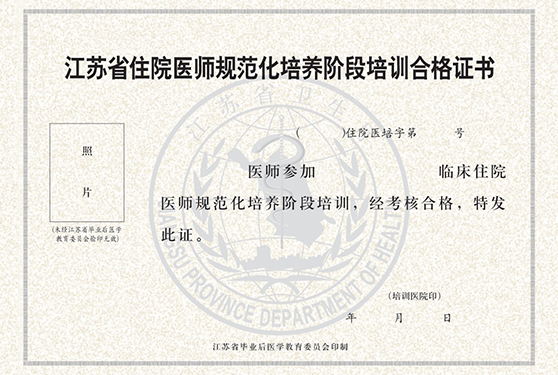 江苏省住院医师规范化培养阶段培训合格证书
( )住院医培字第 号
照
片
(未经江苏省毕业后医学
教育委员会验印无效)
医师参加 临床住院
医师规范化培养阶段培训，经考核合格，特发
此证。
(培训医院印)
年 月 日
江苏省毕业后医学教育委员会印制
江苏省卫生
JIANGSU PROVINCE DEPARTMENT OF HEALTH